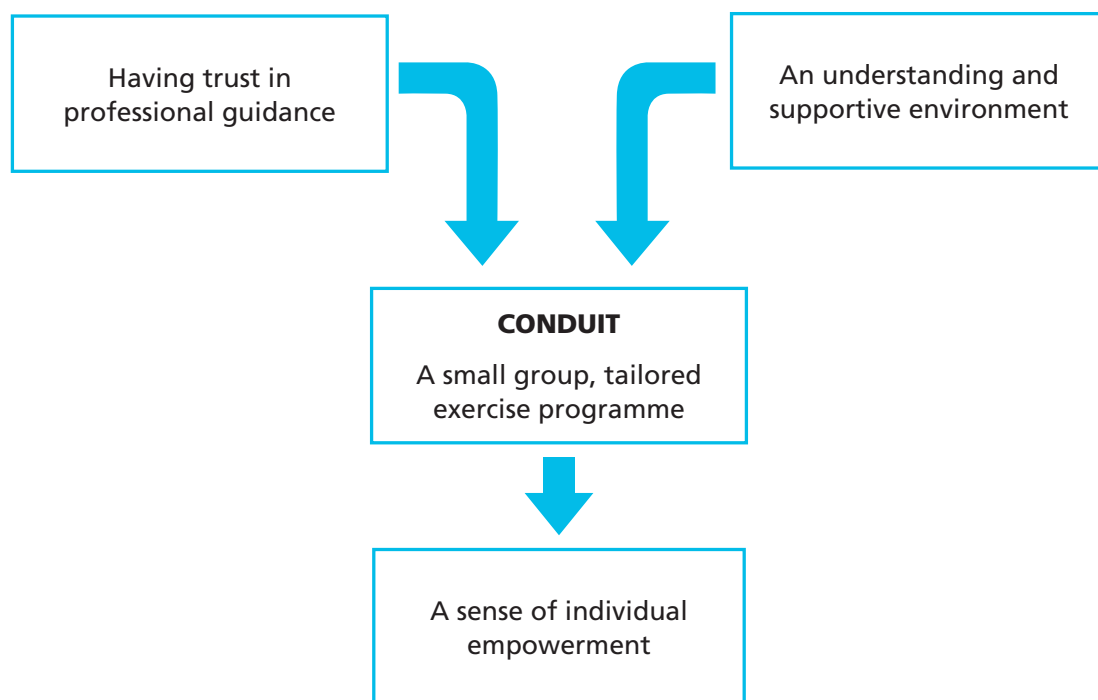 Having trust in
professional guidance
An understanding and
supportive environment
CONDUIT
A small group, tailored
exercise programme
A sense of individual
empowerment